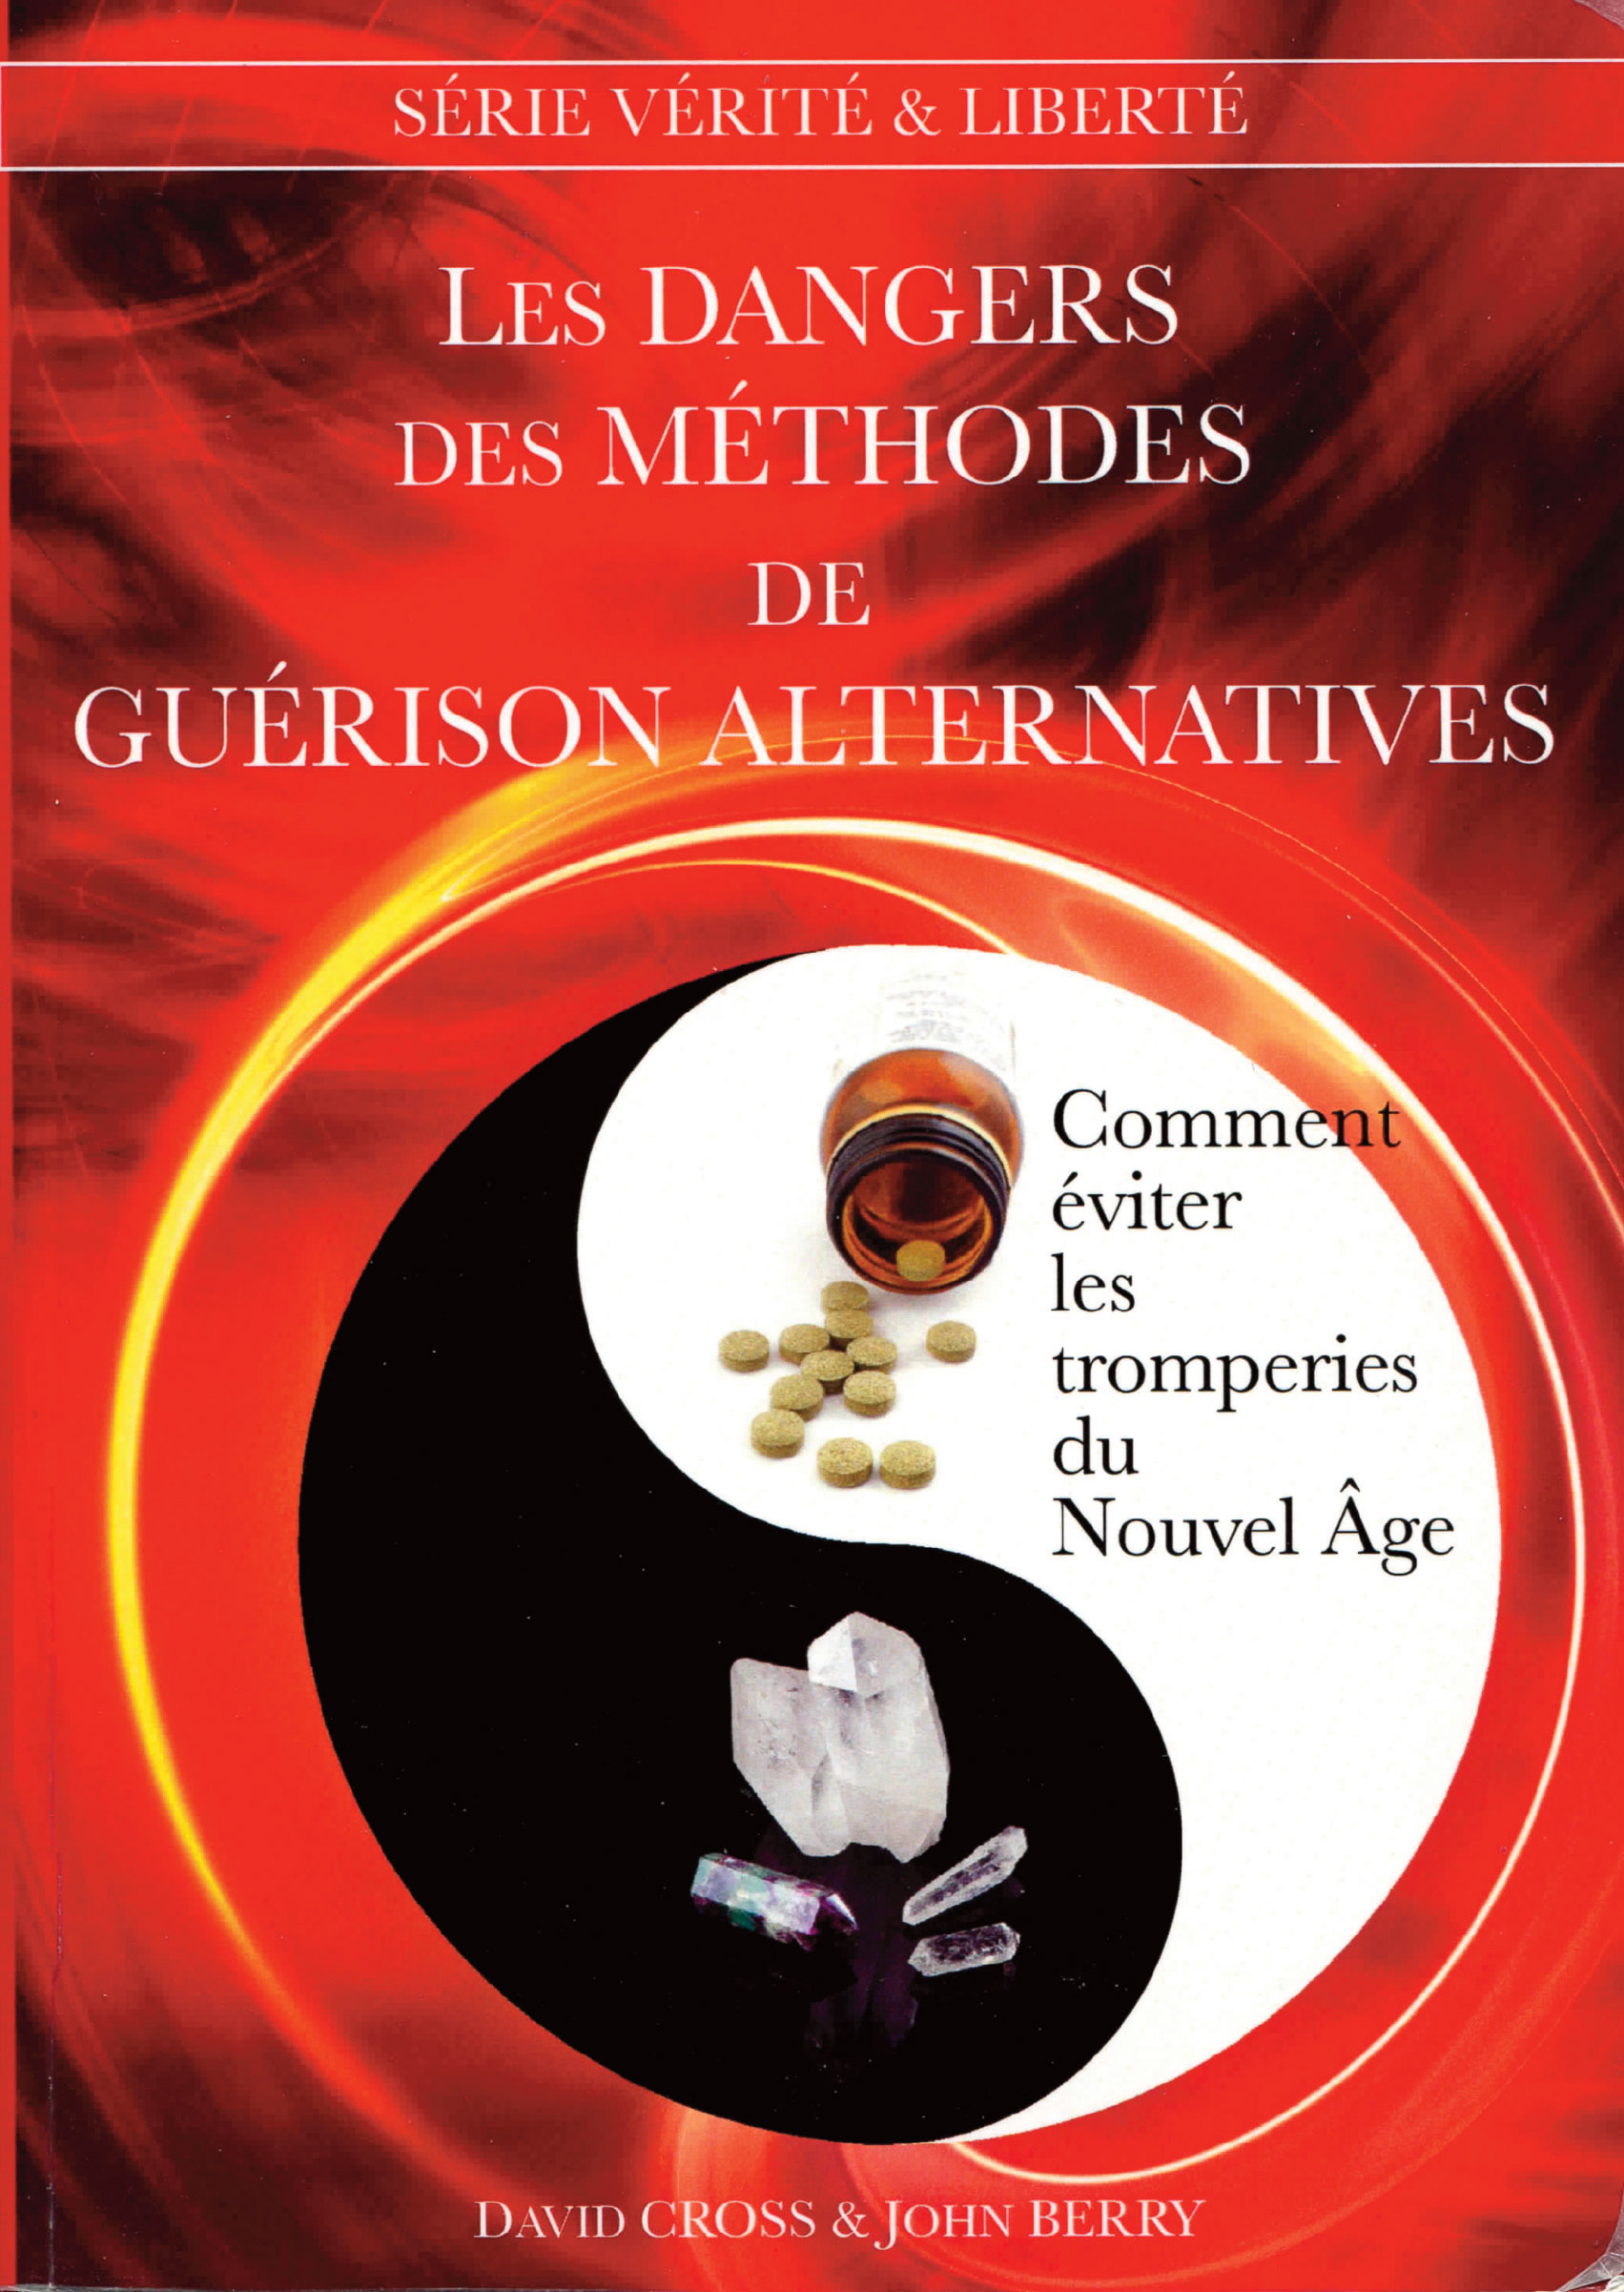 SÉRIE VÉRITÉ & LIBERTÉ
LES DANGERS
DES MÉTHODES
DE
GUÉRISON ALTERNATIVES
Comment
éviter
les
tromperies
du
Nouvel Âge
DAVID CROSS & JOHN BERRY